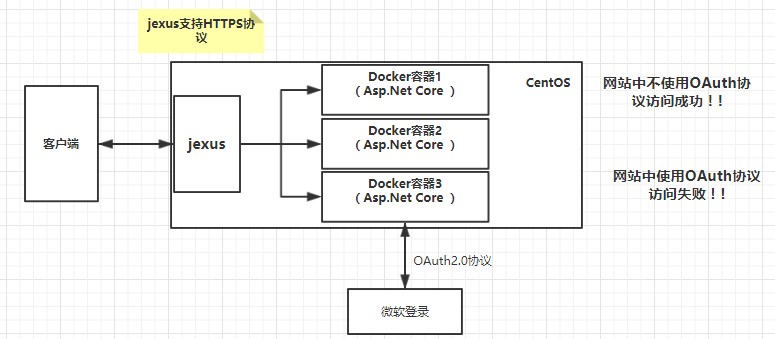 jexus支持HTTPS协
议
Docker容器1
（ Asp.Net Core ）
CentOS
网站中不使用OAuth协
议访问成功！！
客户端
jexus
Docker容器2
（ Asp.Net Core ）
Docker容器3
（ Asp.Net Core ）
网站中使用OAuth协议
访问失败！！
OAuth2.0协议
微软登录